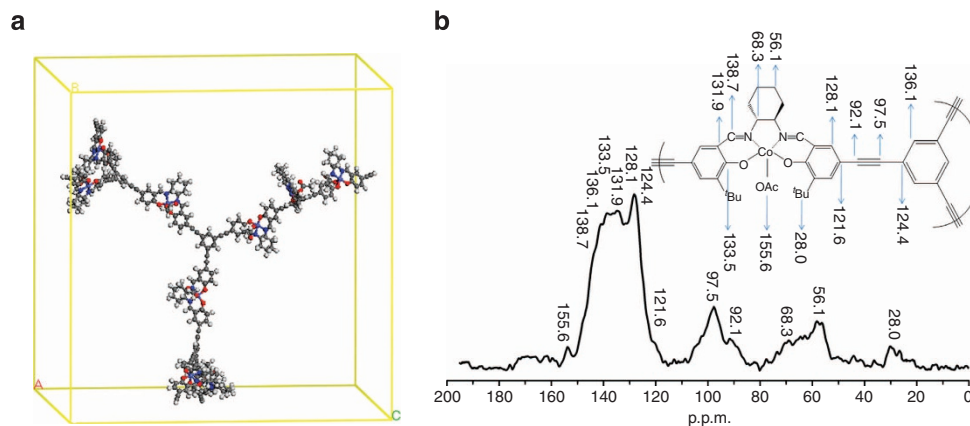 a
b
B
A
C
138.7
131.9
68.3
56.1
128.1
92.1
97.5
136.1
C=N
N=C
Co
O
O
OAc
tBu
tBu
133.5
155.6
28.0
121.6
124.4
155.6
138.7
136.1
133.5
131.9
128.1
124.4
121.6
97.5
92.1
68.3
56.1
28.0
200 180 160 140 120 100 80 60 40 20 0
p.p.m.